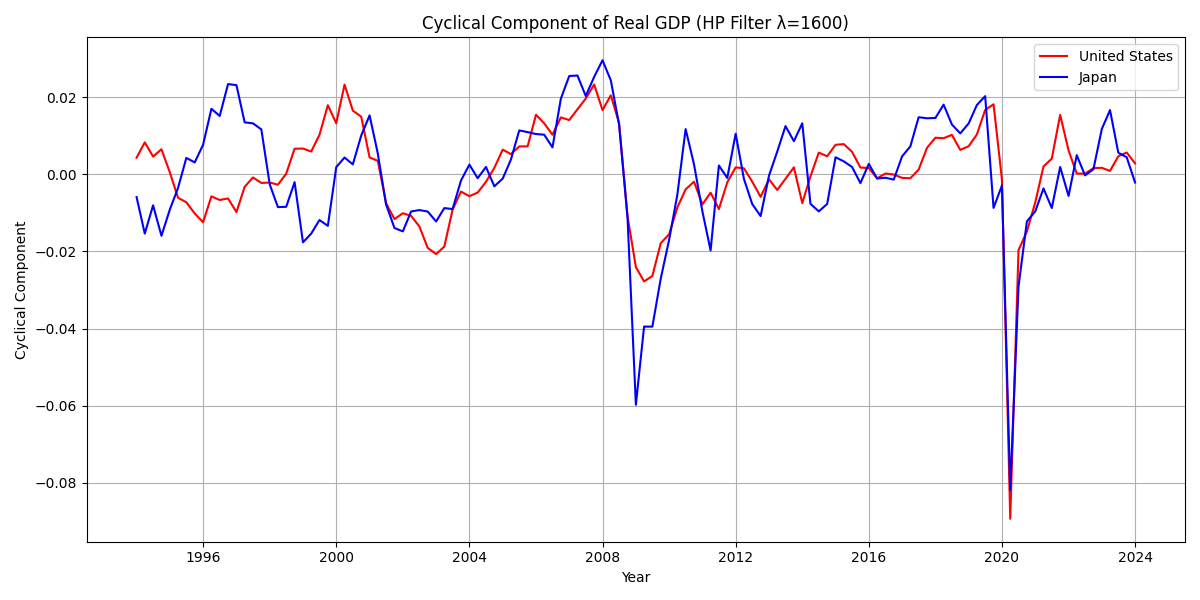 Cyclical Component of Real GDP (HP Filter λ=1600)
United States
Japan
0.02
0.00
−0.02
−0.04
−0.06
−0.08
Cyclical Component
1996 2000 2004 2008 2012 2016 2020 2024
Year